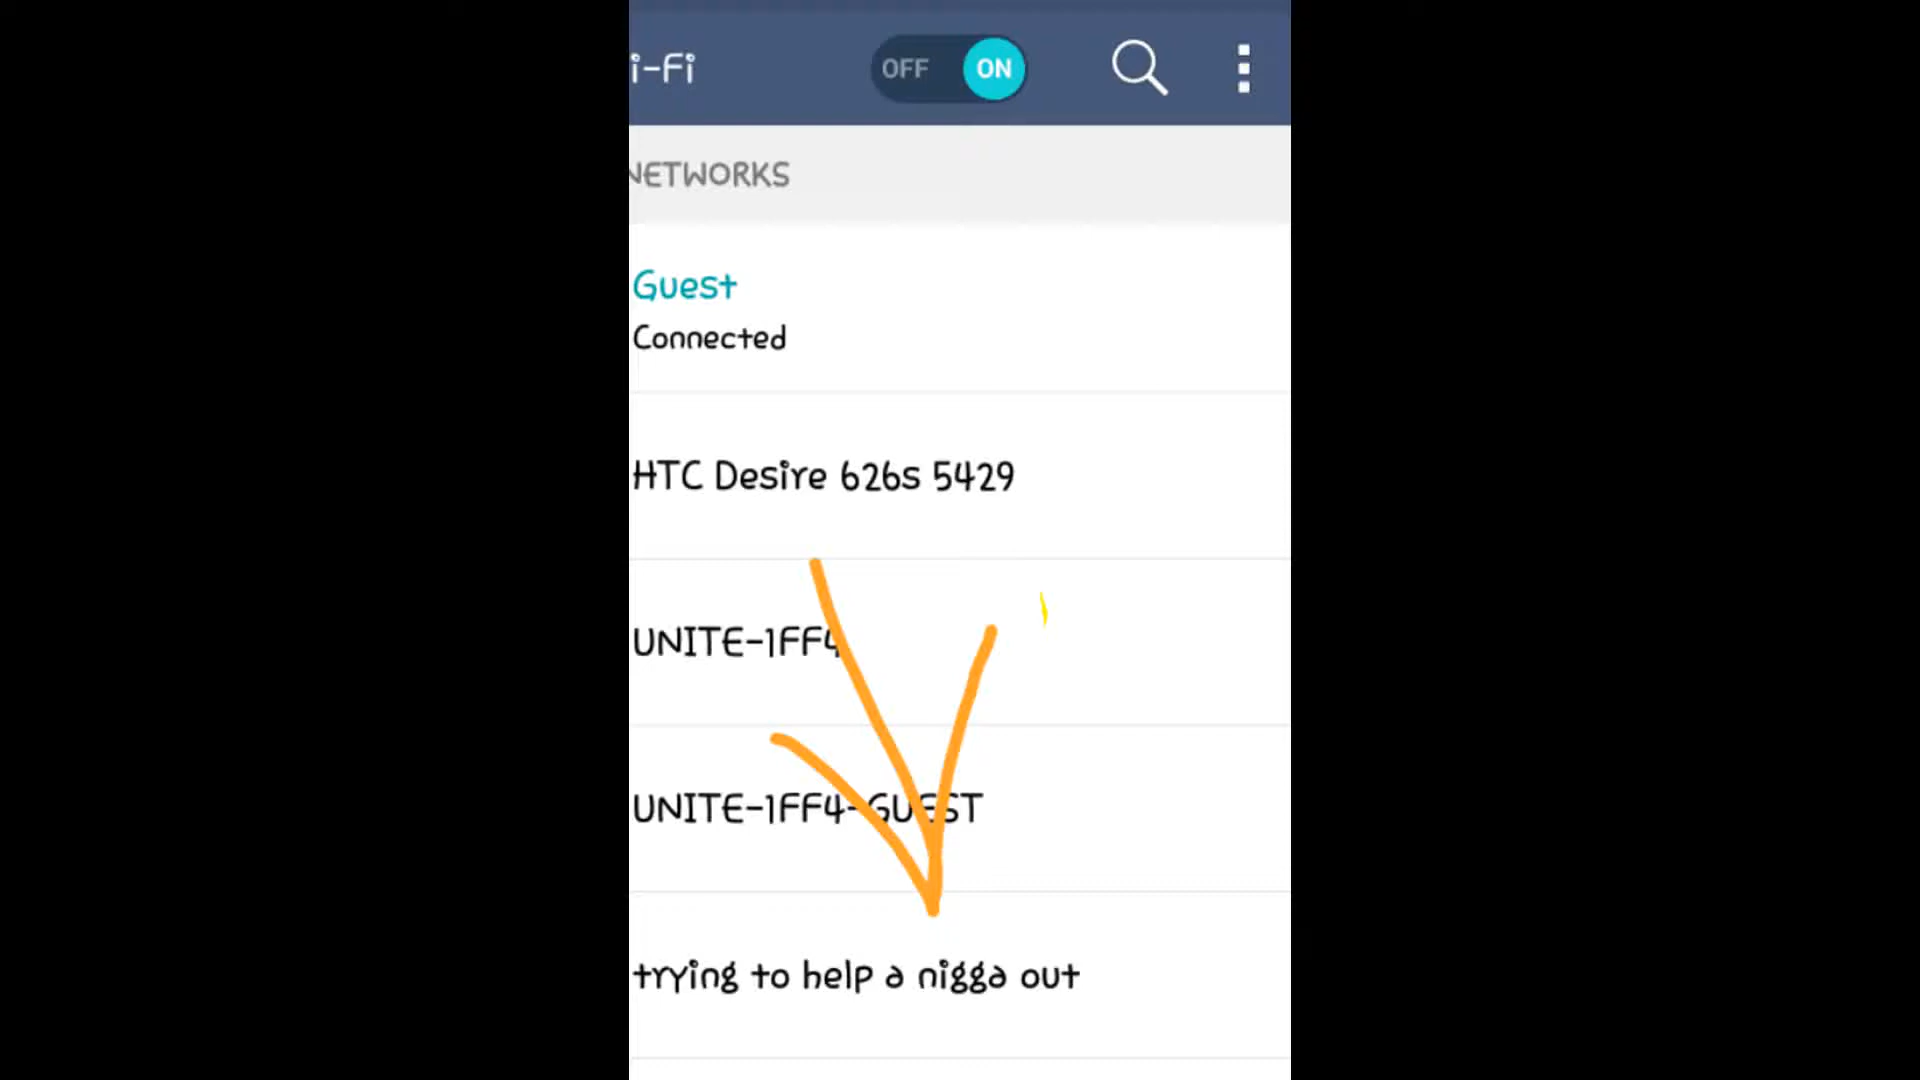 i-Fi
OFF ON
NETWORKS
Guest
Connected
HTC Desire 626s 5429
UNITE-1FF4
UNITE-1FF4-GUEST
trying to help a nigga out